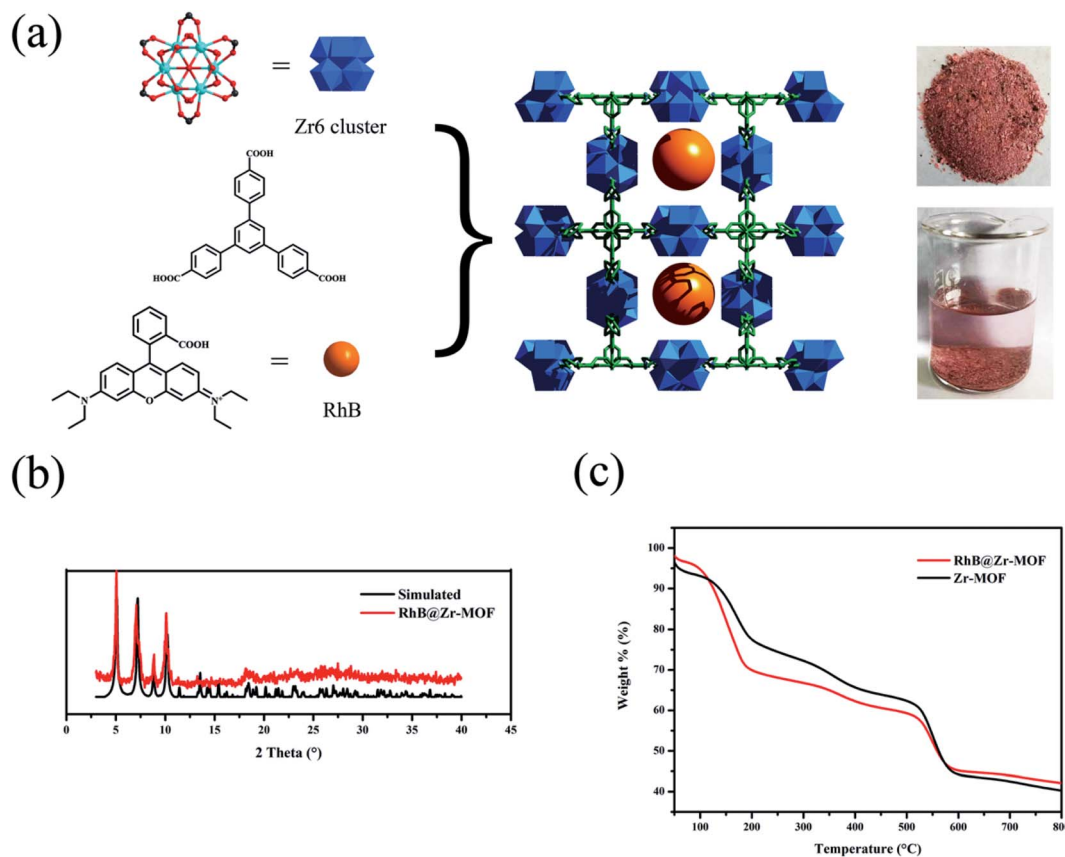 (a)
=
Zr6 cluster
COOH
HOOC
COOH
COOH
N
O
N+
=
RhB
(b)
Simulated
RhB@Zr-MOF
0 5 10 15 20 25 30 35 40 45
2 Theta (°)
(c)
RhB@Zr-MOF
Zr-MOF
Weight % (%)
100
90
80
70
60
50
40
100 200 300 400 500 600 700 80
Temperature (°C)